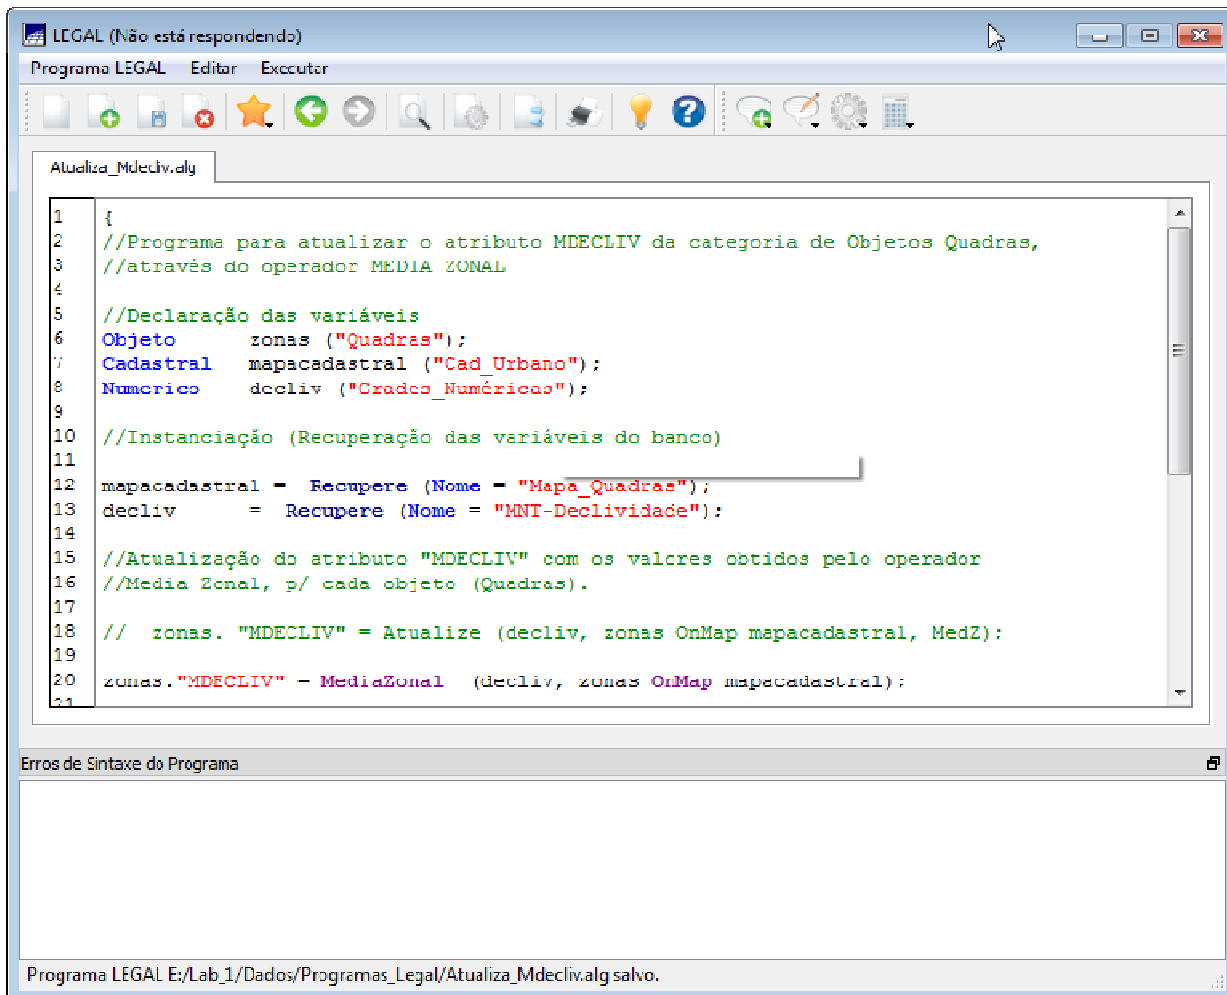 LEGAL (Não está respondendo)
Programa LEGAL Editar Executar
Atualiza_Mdecliv.alg
1 {
2 //Programa para atualizar o atributo MDECLIV da categoria de Objetos Quadras,
3 //através do operador MEDIA ZONAL
4
5 //Declaração das variáveis
6 Objeto zonas ("Quadras");
7 Cadastral mapacadastral ("Cad_Urbano");
8 Numerico decliv ("Grades_Numéricas");
9
10 //Instanciação (Recuperação das variáveis do banco)
11
12 mapacadastral = Recupere (Nome = "Mapa_Quadras");
13 decliv = Recupere (Nome = "MNT-Declividade");
14
15 //Atualização do atributo "MDECLIV" com os valores obtidos pelo operador
16 //Media Zonal, p/ cada objeto (Quadras).
17
18 // zonas. "MDECLIV" = Atualize (decliv, zonas OnMap mapacadastral, MedZ);
19
20 zonas."MDECLIV" = MediaZonal (decliv, zonas OnMap mapacadastral);
21
Erros de Sintaxe do Programa
Programa LEGAL E:/Lab_1/Dados/Programas_Legal/Atualiza_Mdecliv.alg salvo.